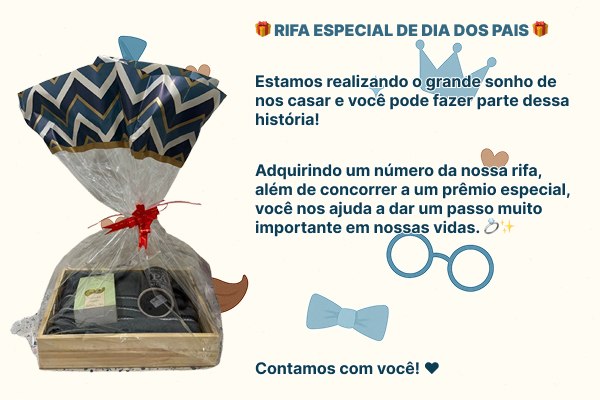 🎁 RIFA ESPECIAL DE DIA DOS PAIS 🎁
Estamos realizando o grande sonho de
nos casar e você pode fazer parte dessa
história!
Adquirindo um número da nossa rifa,
além de concorrer a um prêmio especial,
você nos ajuda a dar um passo muito
importante em nossas vidas. 💍✨
Contamos com você! ♥